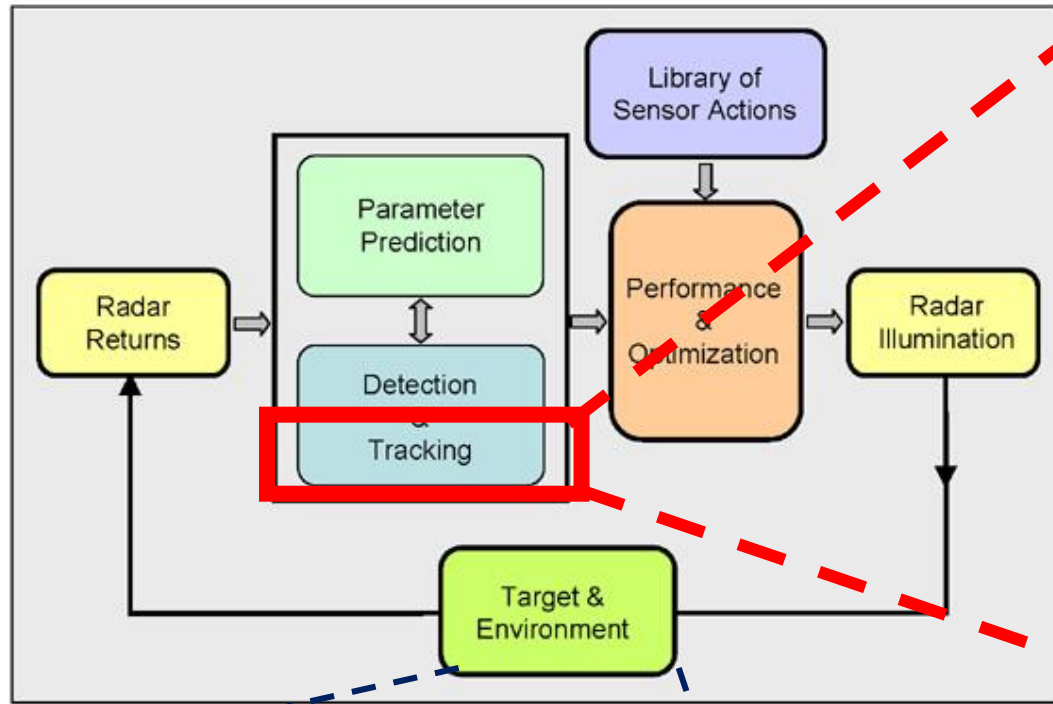 Library of
Sensor Actions
Parameter
Prediction
Radar
Returns
Performance
&
Optimization
Radar
Illumination
Detection
&
Tracking
Target &
Environment